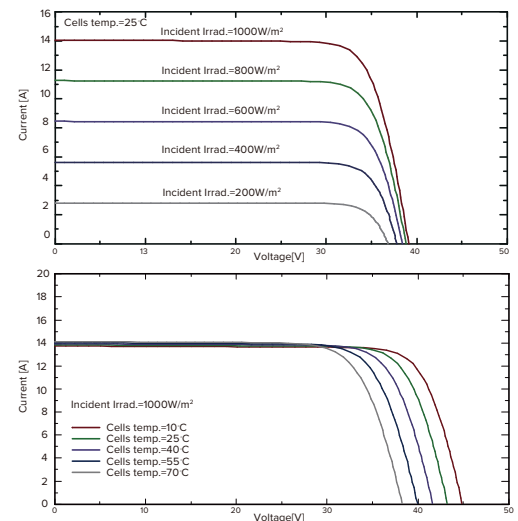 16
Cells temp.=25°C
Incident Irrad.=1000W/m²
14
12
Incident Irrad.=800W/m²
10
Current [A]
Incident Irrad.=600W/m²
8
6
Incident Irrad.=400W/m²
4
Incident Irrad.=200W/m²
2
0
0 13 20 30 40 50
Voltage[V]
20
18
16
14
12
Current [A]
10
Incident Irrad.=1000W/m²
8
Cells temp.=10°C
6
Cells temp.=25°C
Cells temp.=40°C
4
Cells temp.=55°C
Cells temp.=70°C
2
0
0 10 20 30 40 50
Voltage[V]